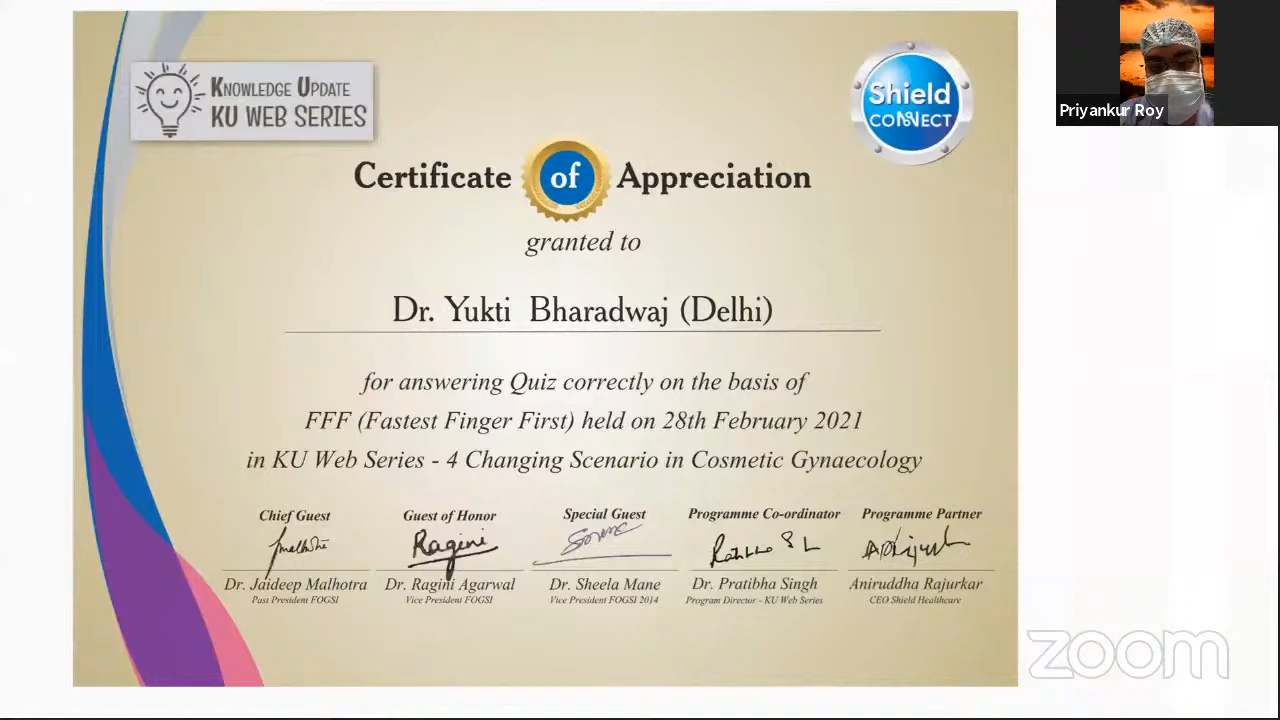 KNOWLEDGE UPDATE
KU WEB SERIES
Shield
CONNECT
Priyankur Roy
Certificate of Appreciation
granted to
Dr. Yukti Bharadwaj (Delhi)
for answering Quiz correctly on the basis of
FFF (Fastest Finger First) held on 28th February 2021
in KU Web Series - 4 Changing Scenario in Cosmetic Gynaecology
Chief Guest Guest of Honor Special Guest Programme Co-ordinator Programme Partner
Ragini
Dr. Jaideep Malhotra Dr. Ragini Agarwal Dr. Sheela Mane Dr. Pratibha Singh Aniruddha Rajurkar
Past President FOGSI Vice President FOGSI Vice President FOGSI 2014 Program Director - KU Web Series CEO Shield Healthcare
zoom